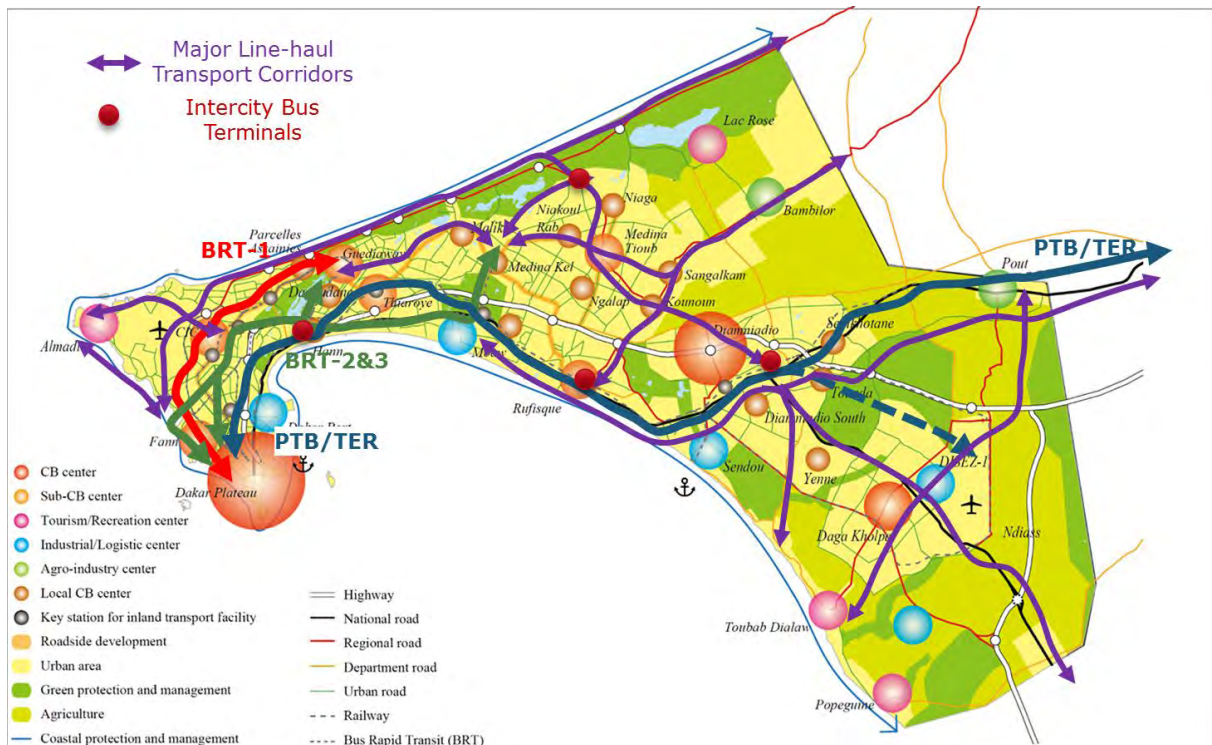 Major Line-haul
Transport Corridors
Intercity Bus
Terminals
Lac Rose
Niaga
Niakoul
Rab
Bambilor
Parcelles
Malika
BRT-1
Medina
Tioub
PTB/TER
Pout
Medina Kel
Sangalkam
Thiaroye
Ngalap
Koumoun
Diamniadio
Almadi
Hann
BRT-2&3
Rufisque
Diamniadio South
PTB/TER
Fann
Sendou
Yenne
Dakar Plateau
Daga Kholpa
Ndiass
Toubab Dialaw
Popeguine
CB center
Sub-CB center
Tourism/Recreation center
Industrial/Logistic center
Agro-industry center
Local CB center
Key station for inland transport facility
Roadside development
Urban area
Green protection and management
Agriculture
Coastal protection and management
Highway
National road
Regional road
Department road
Urban road
Railway
Bus Rapid Transit (BRT)